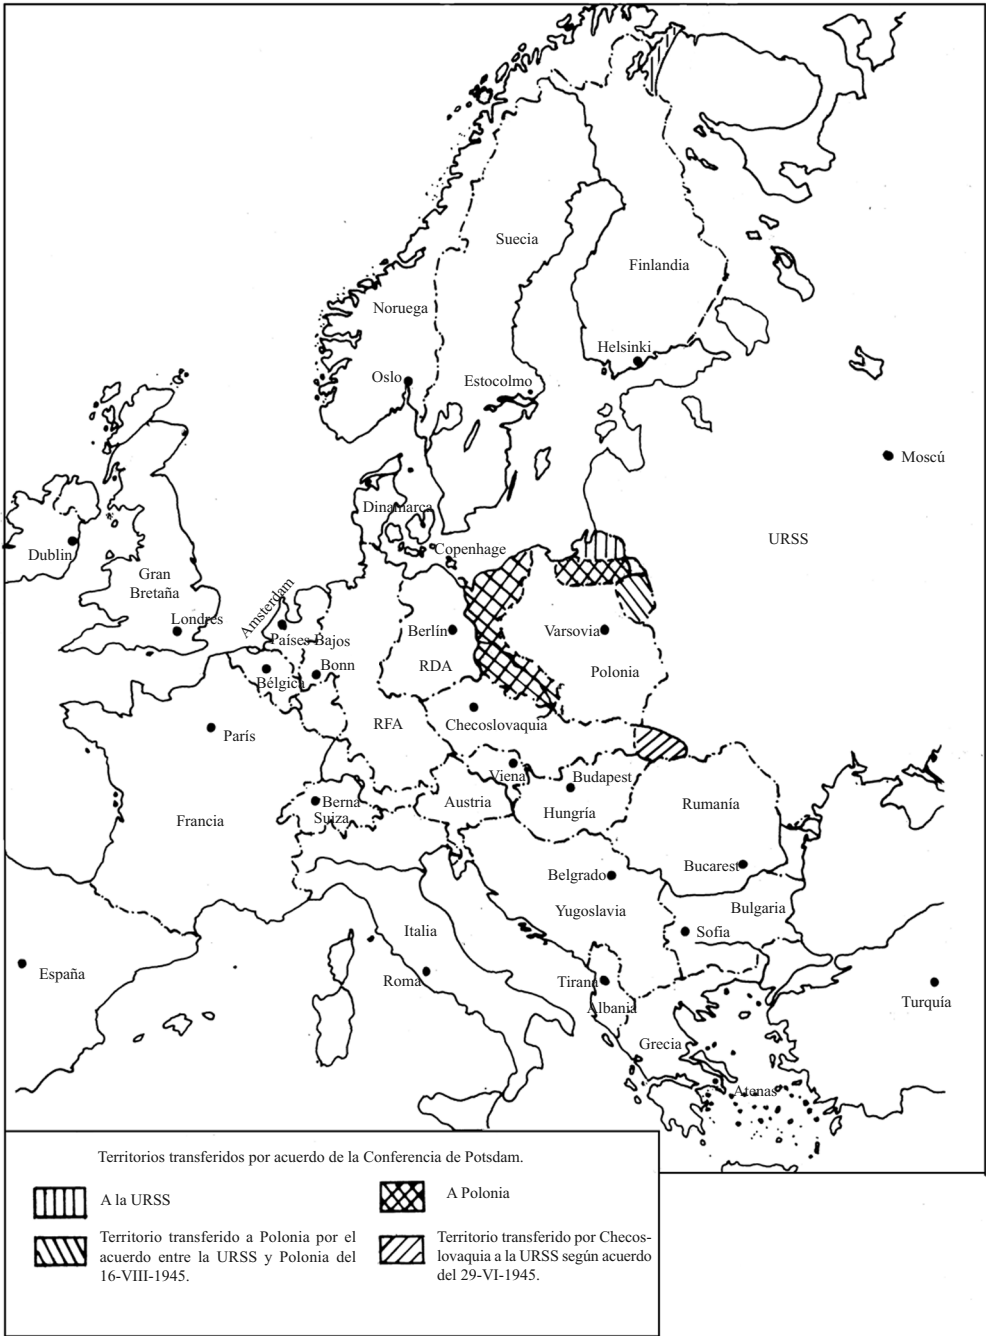 Suecia
Finlandia
Noruega
Helsinki
Oslo
Estocolmo
Moscú
Dinamarca
URSS
Dublin
Copenhage
Gran
Bretaña
Amsterdam
Londres
Berlín
Varsovia
Países Bajos
Bonn
RDA
Polonia
Bélgica
París
RFA
Checoslovaquia
Viena
Budapest
Berna
Suiza
Austria
Hungría
Rumanía
Francia
Belgrado
Bucarest
Yugoslavia
Bulgaria
Italia
Sofía
España
Roma
Tirana
Albania
Turquía
Grecia
Atenas
Territorios transferidos por acuerdo de la Conferencia de Potsdam.
A la URSS
A Polonia
Territorio transferido a Polonia por el
acuerdo entre la URSS y Polonia del
16-VIII-1945.
Territorio transferido por Checos-
lovaquia a la URSS según acuerdo
del 29-VI-1945.